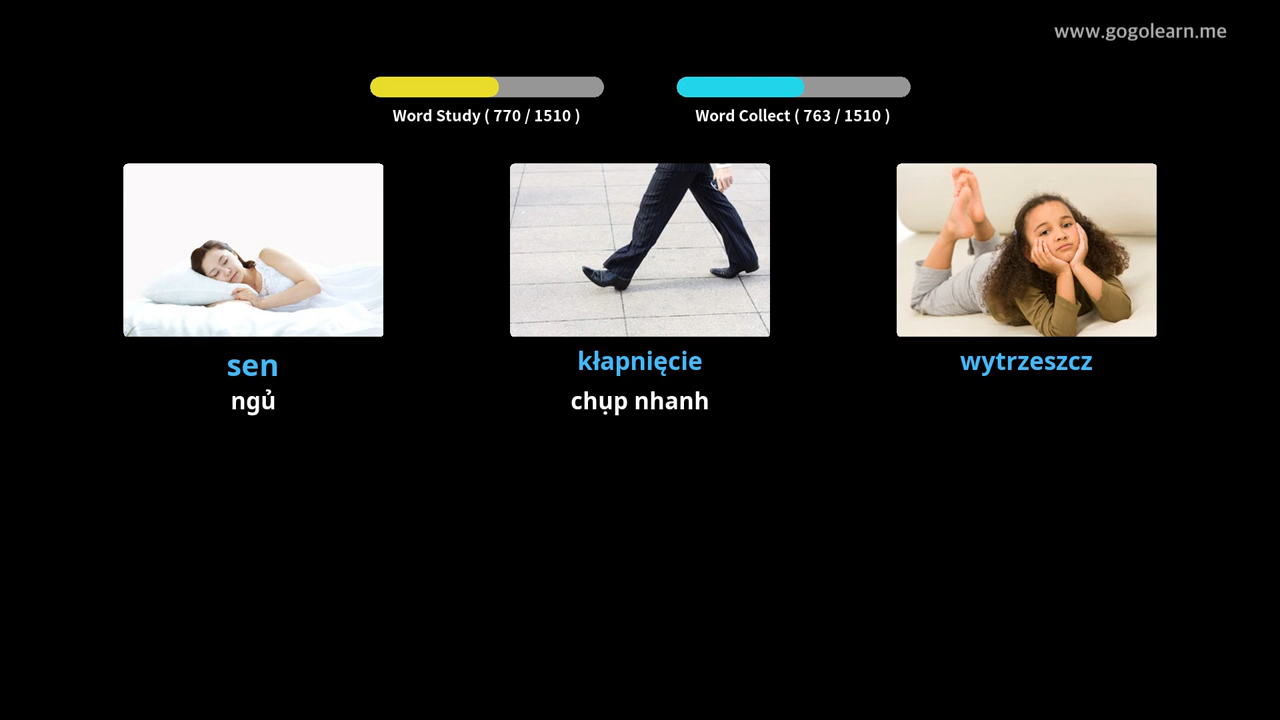 www.gogolearn.me
Word Study ( 770 / 1510 )
Word Collect ( 763 / 1510 )
sen
ngủ
kłapnięcie
chụp nhanh
wytrzeszcz